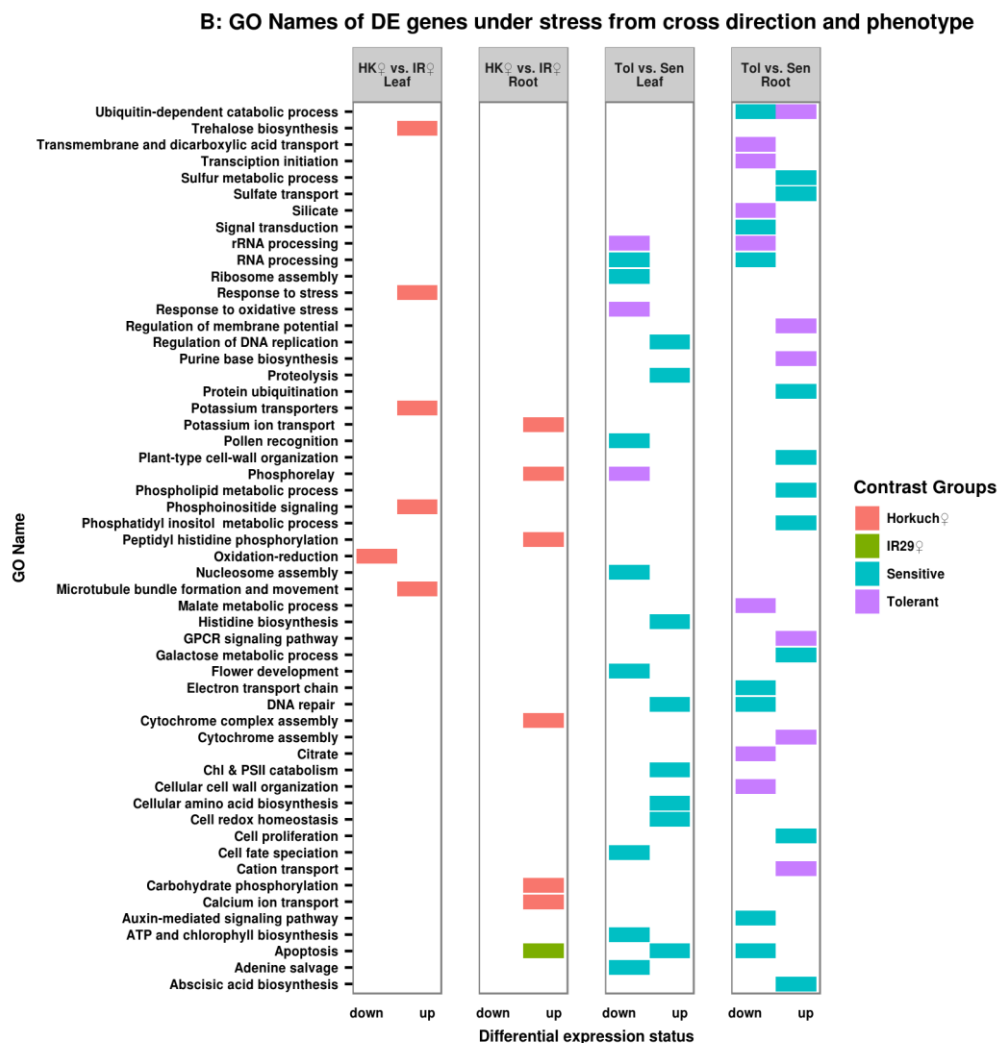 B: GO Names of DE genes under stress from cross direction and phenotype
HK♀ vs. IR♀
Leaf
HK♀ vs. IR♀
Root
Tol vs. Sen
Leaf
Tol vs. Sen
Root
Ubiquitin-dependent catabolic process
Trehalose biosynthesis
Transmembrane and dicarboxylic acid transport
Transciption initiation
Sulfur metabolic process
Sulfate transport
Silicate
Signal transduction
rRNA processing
RNA processing
Ribosome assembly
Response to stress
Response to oxidative stress
Regulation of membrane potential
Regulation of DNA replication
Purine base biosynthesis
Proteolysis
Protein ubiquitination
Potassium transporters
Potassium ion transport
Pollen recognition
Plant-type cell-wall organization
Phosphorelay
Phospholipid metabolic process
Phosphoinositide signaling
Phosphatidyl inositol metabolic process
Peptidyl histidine phosphorylation
Oxidation-reduction
Nucleosome assembly
Microtubule bundle formation and movement
Malate metabolic process
Histidine biosynthesis
GPCR signaling pathway
Galactose metabolic process
Flower development
Electron transport chain
DNA repair
Cytochrome complex assembly
Cytochrome assembly
Citrate
Chl & PSII catabolism
Cellular cell wall organization
Cellular amino acid biosynthesis
Cell redox homeostasis
Cell proliferation
Cell fate speciation
Cation transport
Carbohydrate phosphorylation
Calcium ion transport
Auxin-mediated signaling pathway
ATP and chlorophyll biosynthesis
Apoptosis
Adenine salvage
Abscisic acid biosynthesis
GO Name
down up down up down up down up
Differential expression status
Contrast Groups
Horkuch♀
IR29♀
Sensitive
Tolerant